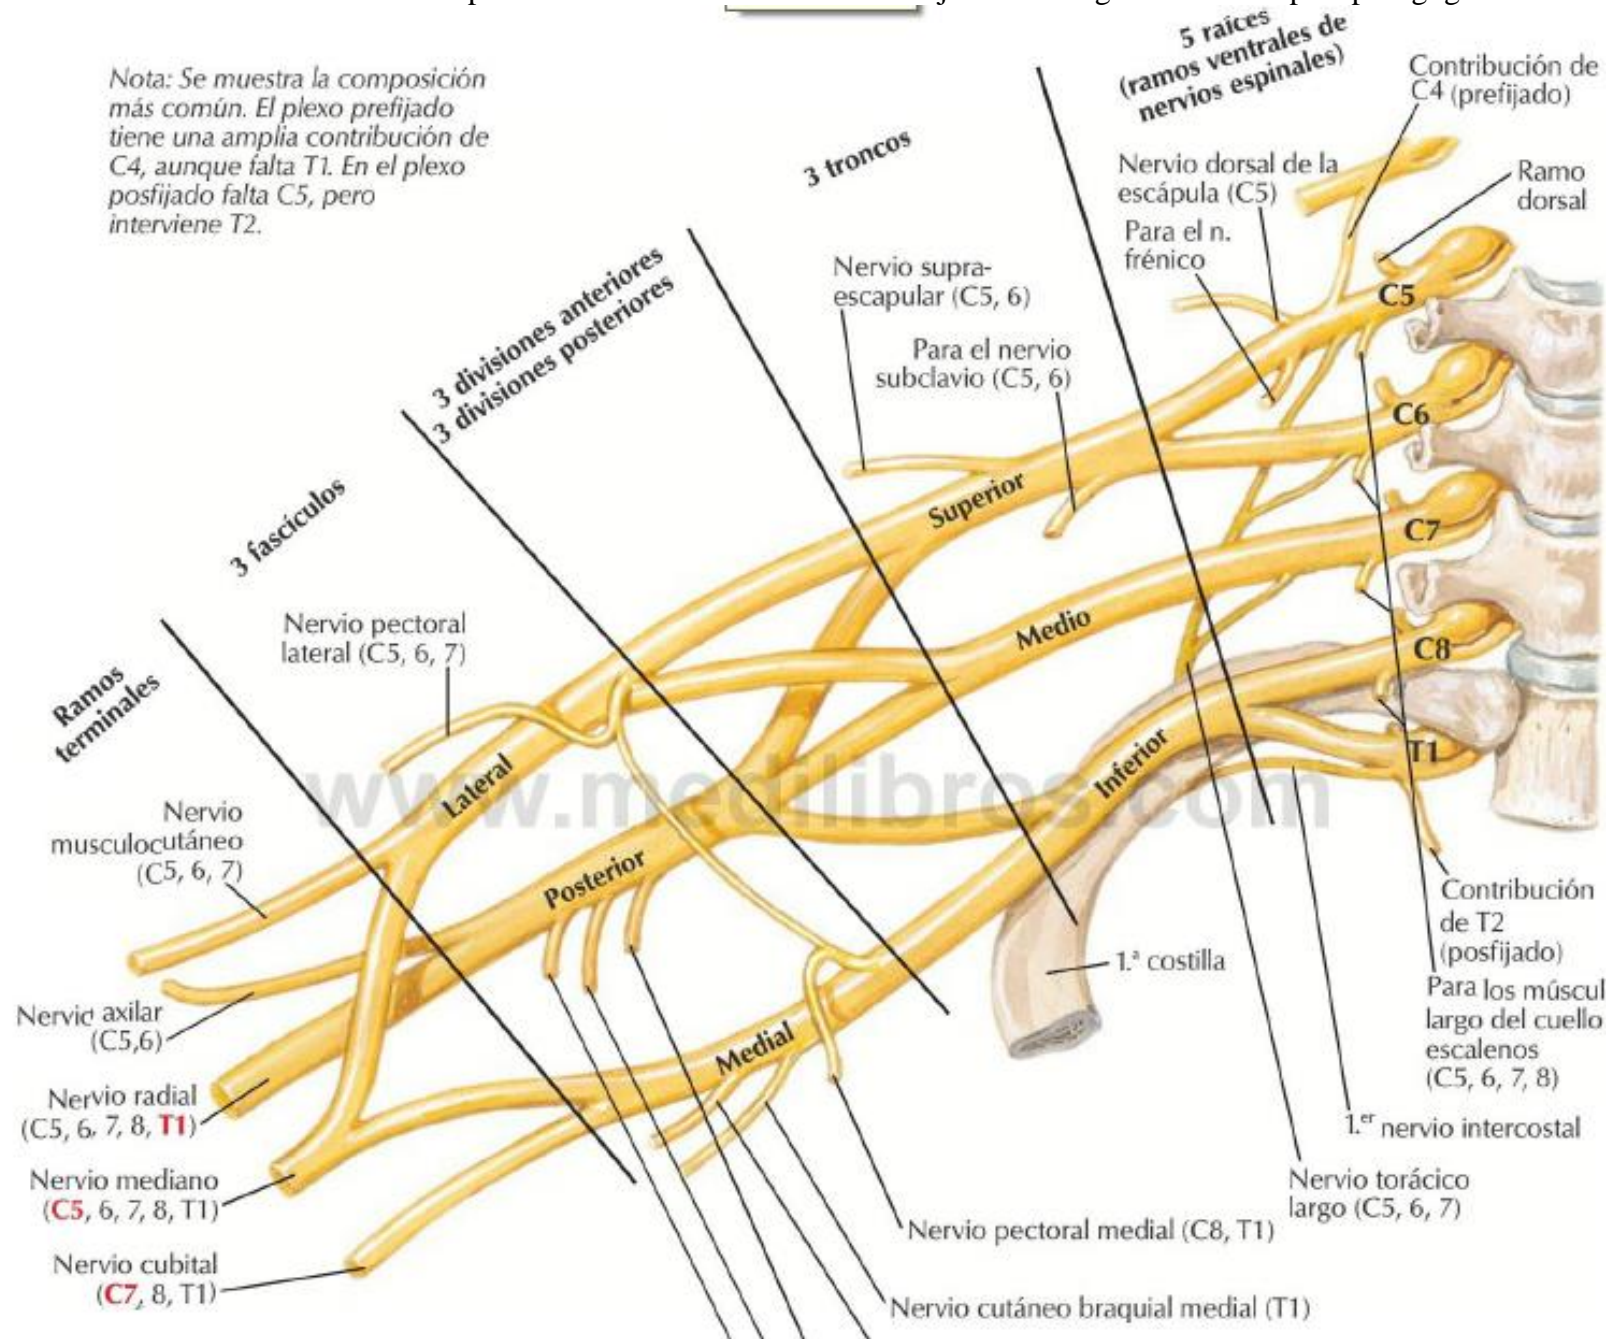 Nota: Se muestra la composición
más común. El plexo prefijado
tiene una amplia contribución de
C4, aunque falta T1. En el plexo
posfijado falta C5, pero
interviene T2.
5 raíces
(ramos ventrales de
nervios espinales)
3 troncos
3 divisiones anteriores
3 divisiones posteriores
3 fascículos
Ramos
terminales
Contribución de
C4 (prefijado)
Nervio dorsal de la
escápula (C5)
Ramo
dorsal
Para el n.
frénico
Nervio supra-
escapular (C5, 6)
Para el nervio
subclavio (C5, 6)
C5
C6
C7
C8
T1
Superior
Medio
Inferior
Nervio pectoral
lateral (C5, 6, 7)
Lateral
Posterior
Medial
www.medilibros.com
Nervio
musculocutáneo
(C5, 6, 7)
Nervio axilar
(C5,6)
Nervio radial
(C5, 6, 7, 8, T1)
Nervio mediano
(C5, 6, 7, 8, T1)
Nervio cubital
(C7, 8, T1)
1.ª costilla
Contribución
de T2
(posfijado)
Para los múscul
largo del cuello
escalenos
(C5, 6, 7, 8)
1.er nervio intercostal
Nervio torácico
largo (C5, 6, 7)
Nervio pectoral medial (C8, T1)
Nervio cutáneo braquial medial (T1)